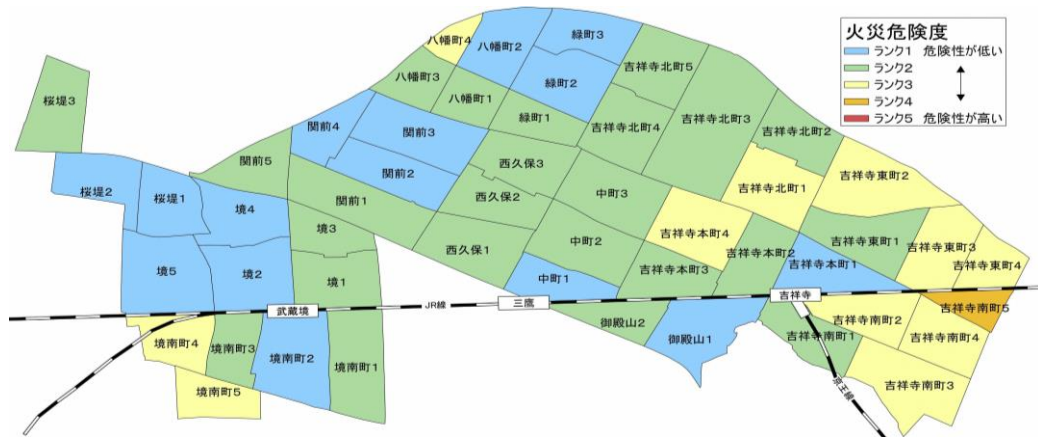 火災危険度
ランク1 危険性が低い
ランク2
ランク3
ランク4
ランク5 危険性が高い
八幡町4
八幡町2
緑町3
緑町2
吉祥寺北町5
八幡町3
八幡町1
緑町1
吉祥寺北町4
吉祥寺北町3
吉祥寺北町2
桜堤3
関前4
関前3
関前2
関前5
関前1
西久保3
西久保2
西久保1
中町3
中町2
中町1
吉祥寺北町1
吉祥寺東町2
吉祥寺本町4
吉祥寺本町3
吉祥寺本町2
吉祥寺本町1
吉祥寺東町1
吉祥寺東町3
吉祥寺東町4
桜堤2
桜堤1
境4
境3
境5
境2
境1
武蔵境
JR線
三鷹
吉祥寺
御殿山2
御殿山1
吉祥寺南町1
吉祥寺南町2
吉祥寺南町5
吉祥寺南町4
吉祥寺南町3
京王線
境南町4
境南町3
境南町2
境南町1
境南町5